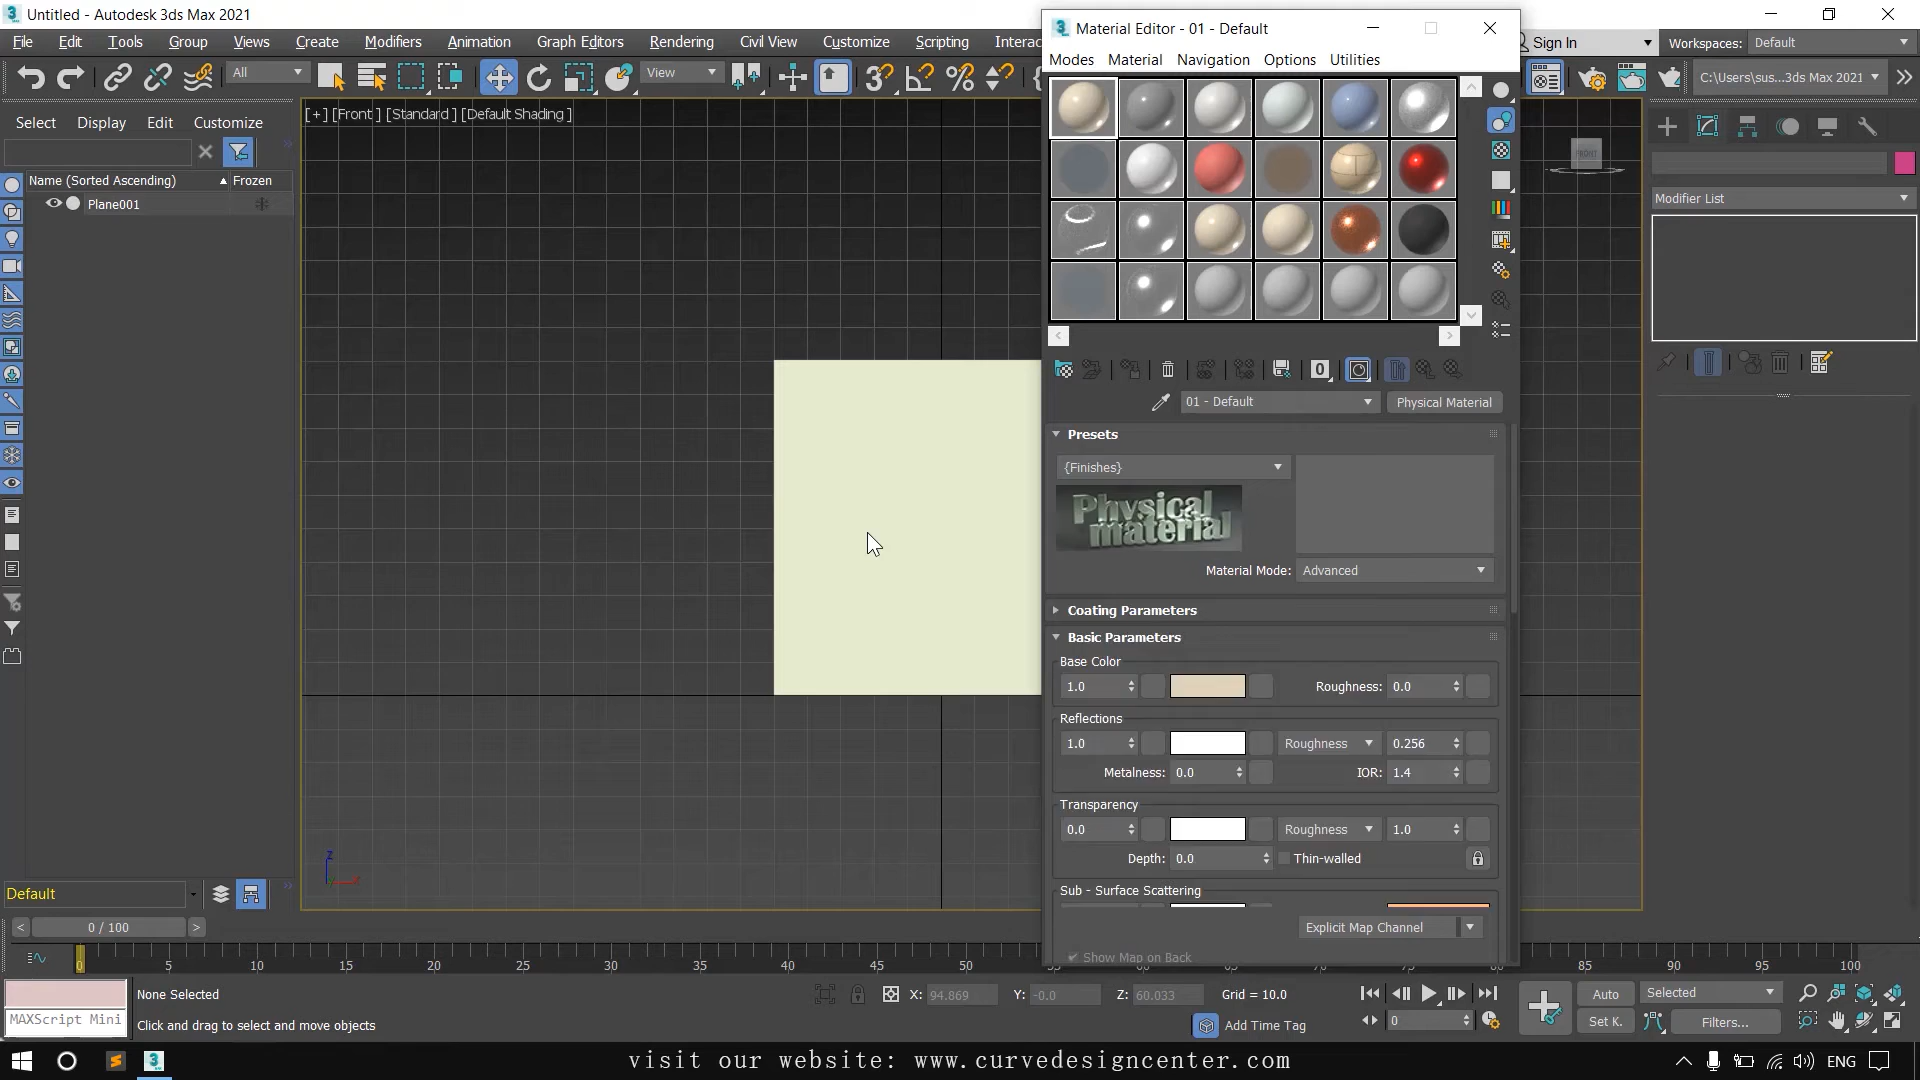 Untitled - Autodesk 3ds Max 2021
File Edit Tools Group Views Create Modifiers Animation Graph Editors Rendering Civil View Customize Scripting Interac
Sign In Workspaces: Default
All View C:\Users\sus...3ds Max 2021
[+] [Front ] [Standard ] [Default Shading ]
Select Display Edit Customize
Name (Sorted Ascending) Frozen
Plane001
Material Editor - 01 - Default
Modes Material Navigation Options Utilities
0
01 - Default Physical Material
Presets
{Finishes}
Physical material
Material Mode: Advanced
Coating Parameters
Basic Parameters
Base Color
1.0 Roughness: 0.0
Reflections
1.0 Roughness 0.256
Metalness: 0.0 IOR: 1.4
Transparency
0.0 Roughness 1.0
Depth: 0.0 Thin-walled
Sub - Surface Scattering
Explicit Map Channel
Show Map on Back
FRONT
Modifier List
z
x
Default
0 / 100
0 5 10 15 20 25 30 35 40 45 50 85 90 95 100
None Selected X: 94.869 Y: -0.0 Z: 60.033 Grid = 10.0
MAXScript Mini Click and drag to select and move objects Add Time Tag
0
Auto Selected
Set K. Filters...
visit our website: www.curvedesigncenter.com
ENG